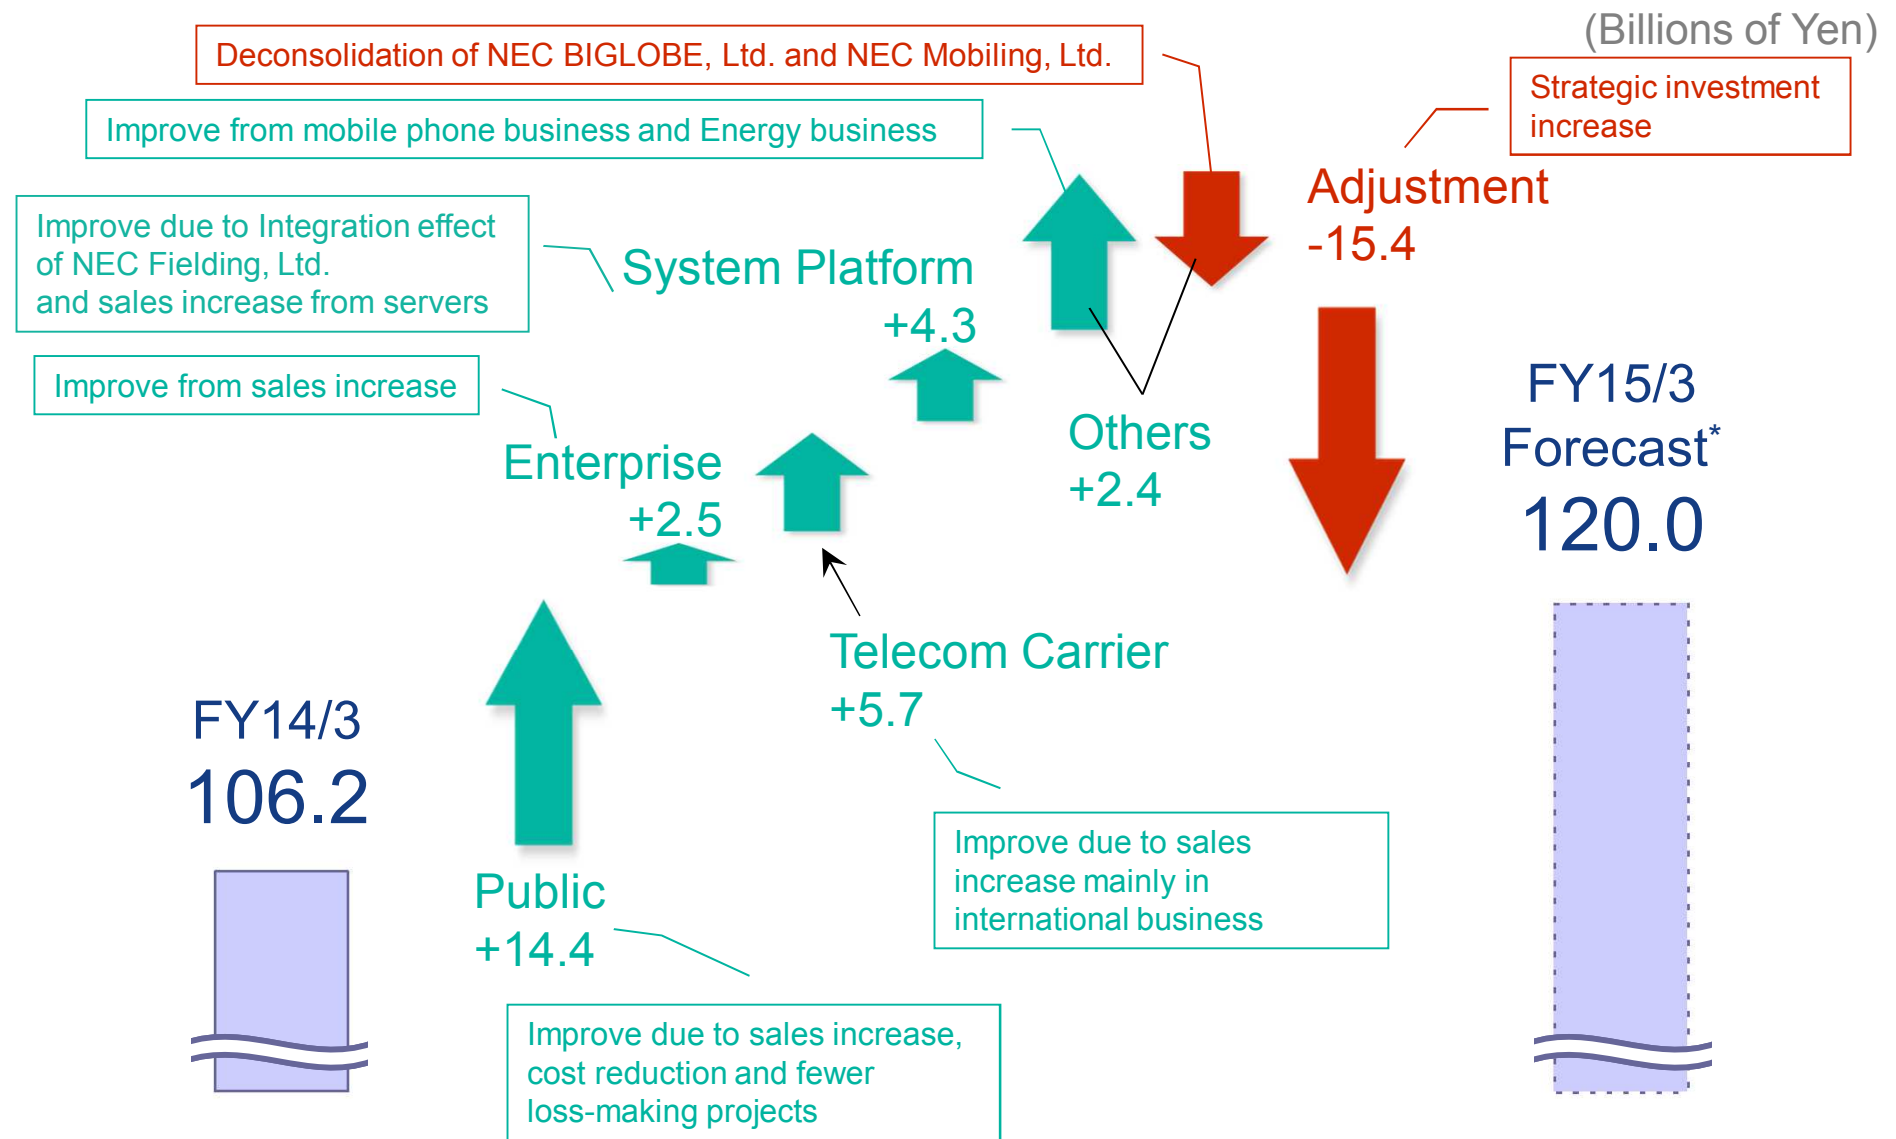 (Billions of Yen)
Deconsolidation of NEC BIGLOBE, Ltd. and NEC Mobiling, Ltd.
Strategic investment
increase
Improve from mobile phone business and Energy business
Adjustment
-15.4
Improve due to Integration effect
of NEC Fielding, Ltd.
and sales increase from servers
System Platform
+4.3
Improve from sales increase
Enterprise
+2.5
Others
+2.4
FY15/3
Forecast*
120.0
Telecom Carrier
+5.7
FY14/3
106.2
Improve due to sales
increase mainly in
international business
Public
+14.4
Improve due to sales increase,
cost reduction and fewer
loss-making projects